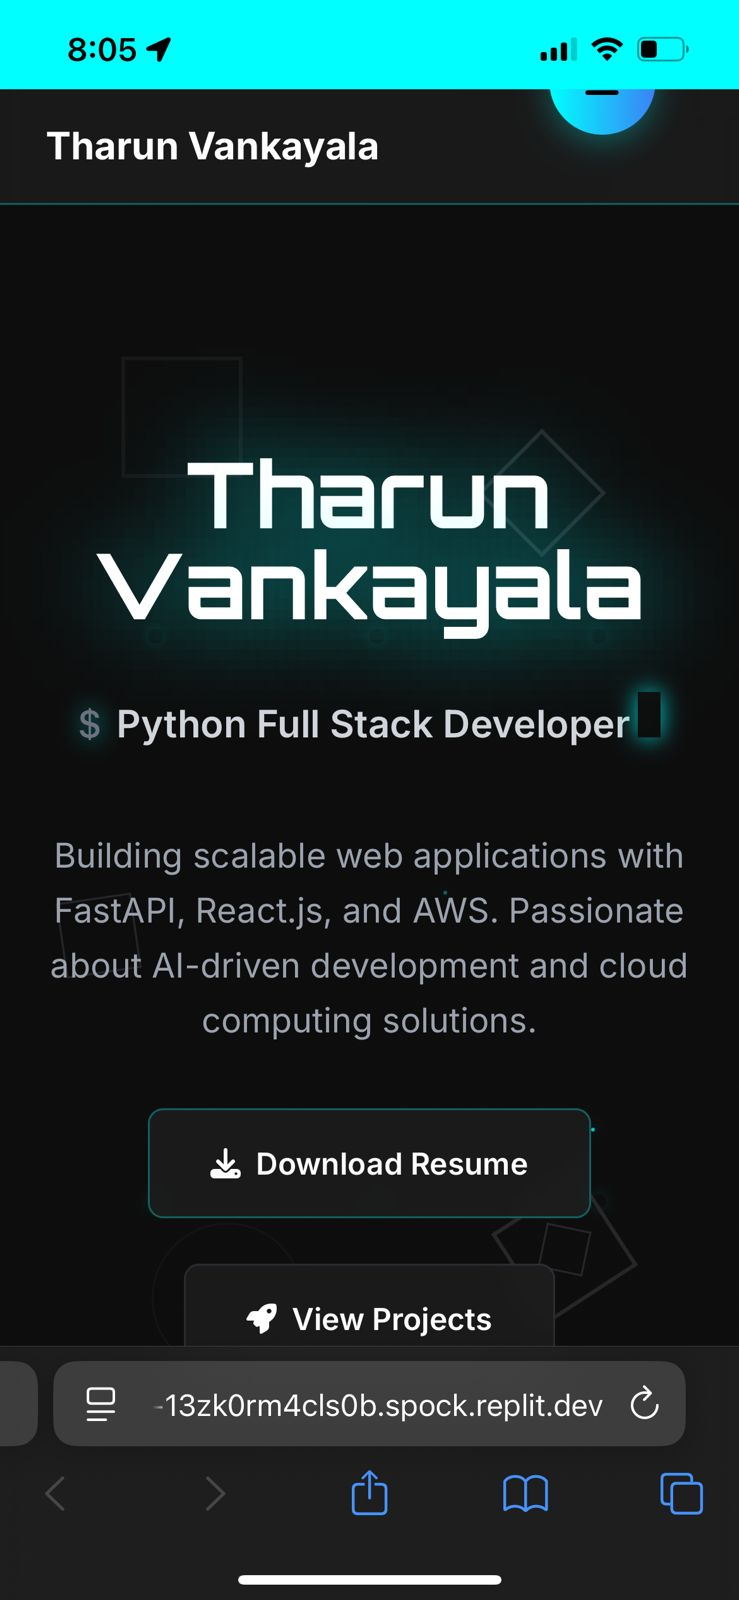 8:05
Tharun Vankayala
Tharun
Vankayala
$ Python Full Stack Developer
Building scalable web applications with
FastAPI, React.js, and AWS. Passionate
about AI-driven development and cloud
computing solutions.
Download Resume
View Projects
-13zk0rm4cls0b.spock.replit.dev